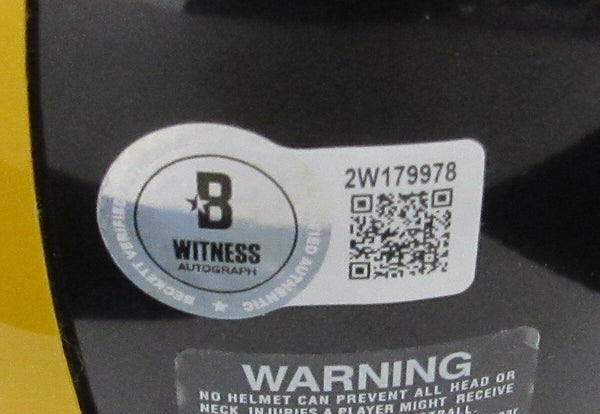 2W179978
B
WITNESS
AUTOGRAPH
BECKETT VERIFIED
AUTHENTIC
WARNING
NO HELMET CAN PREVENT ALL HEAD OR
NECK INJURIES A PLAYER MIGHT RECEIVE